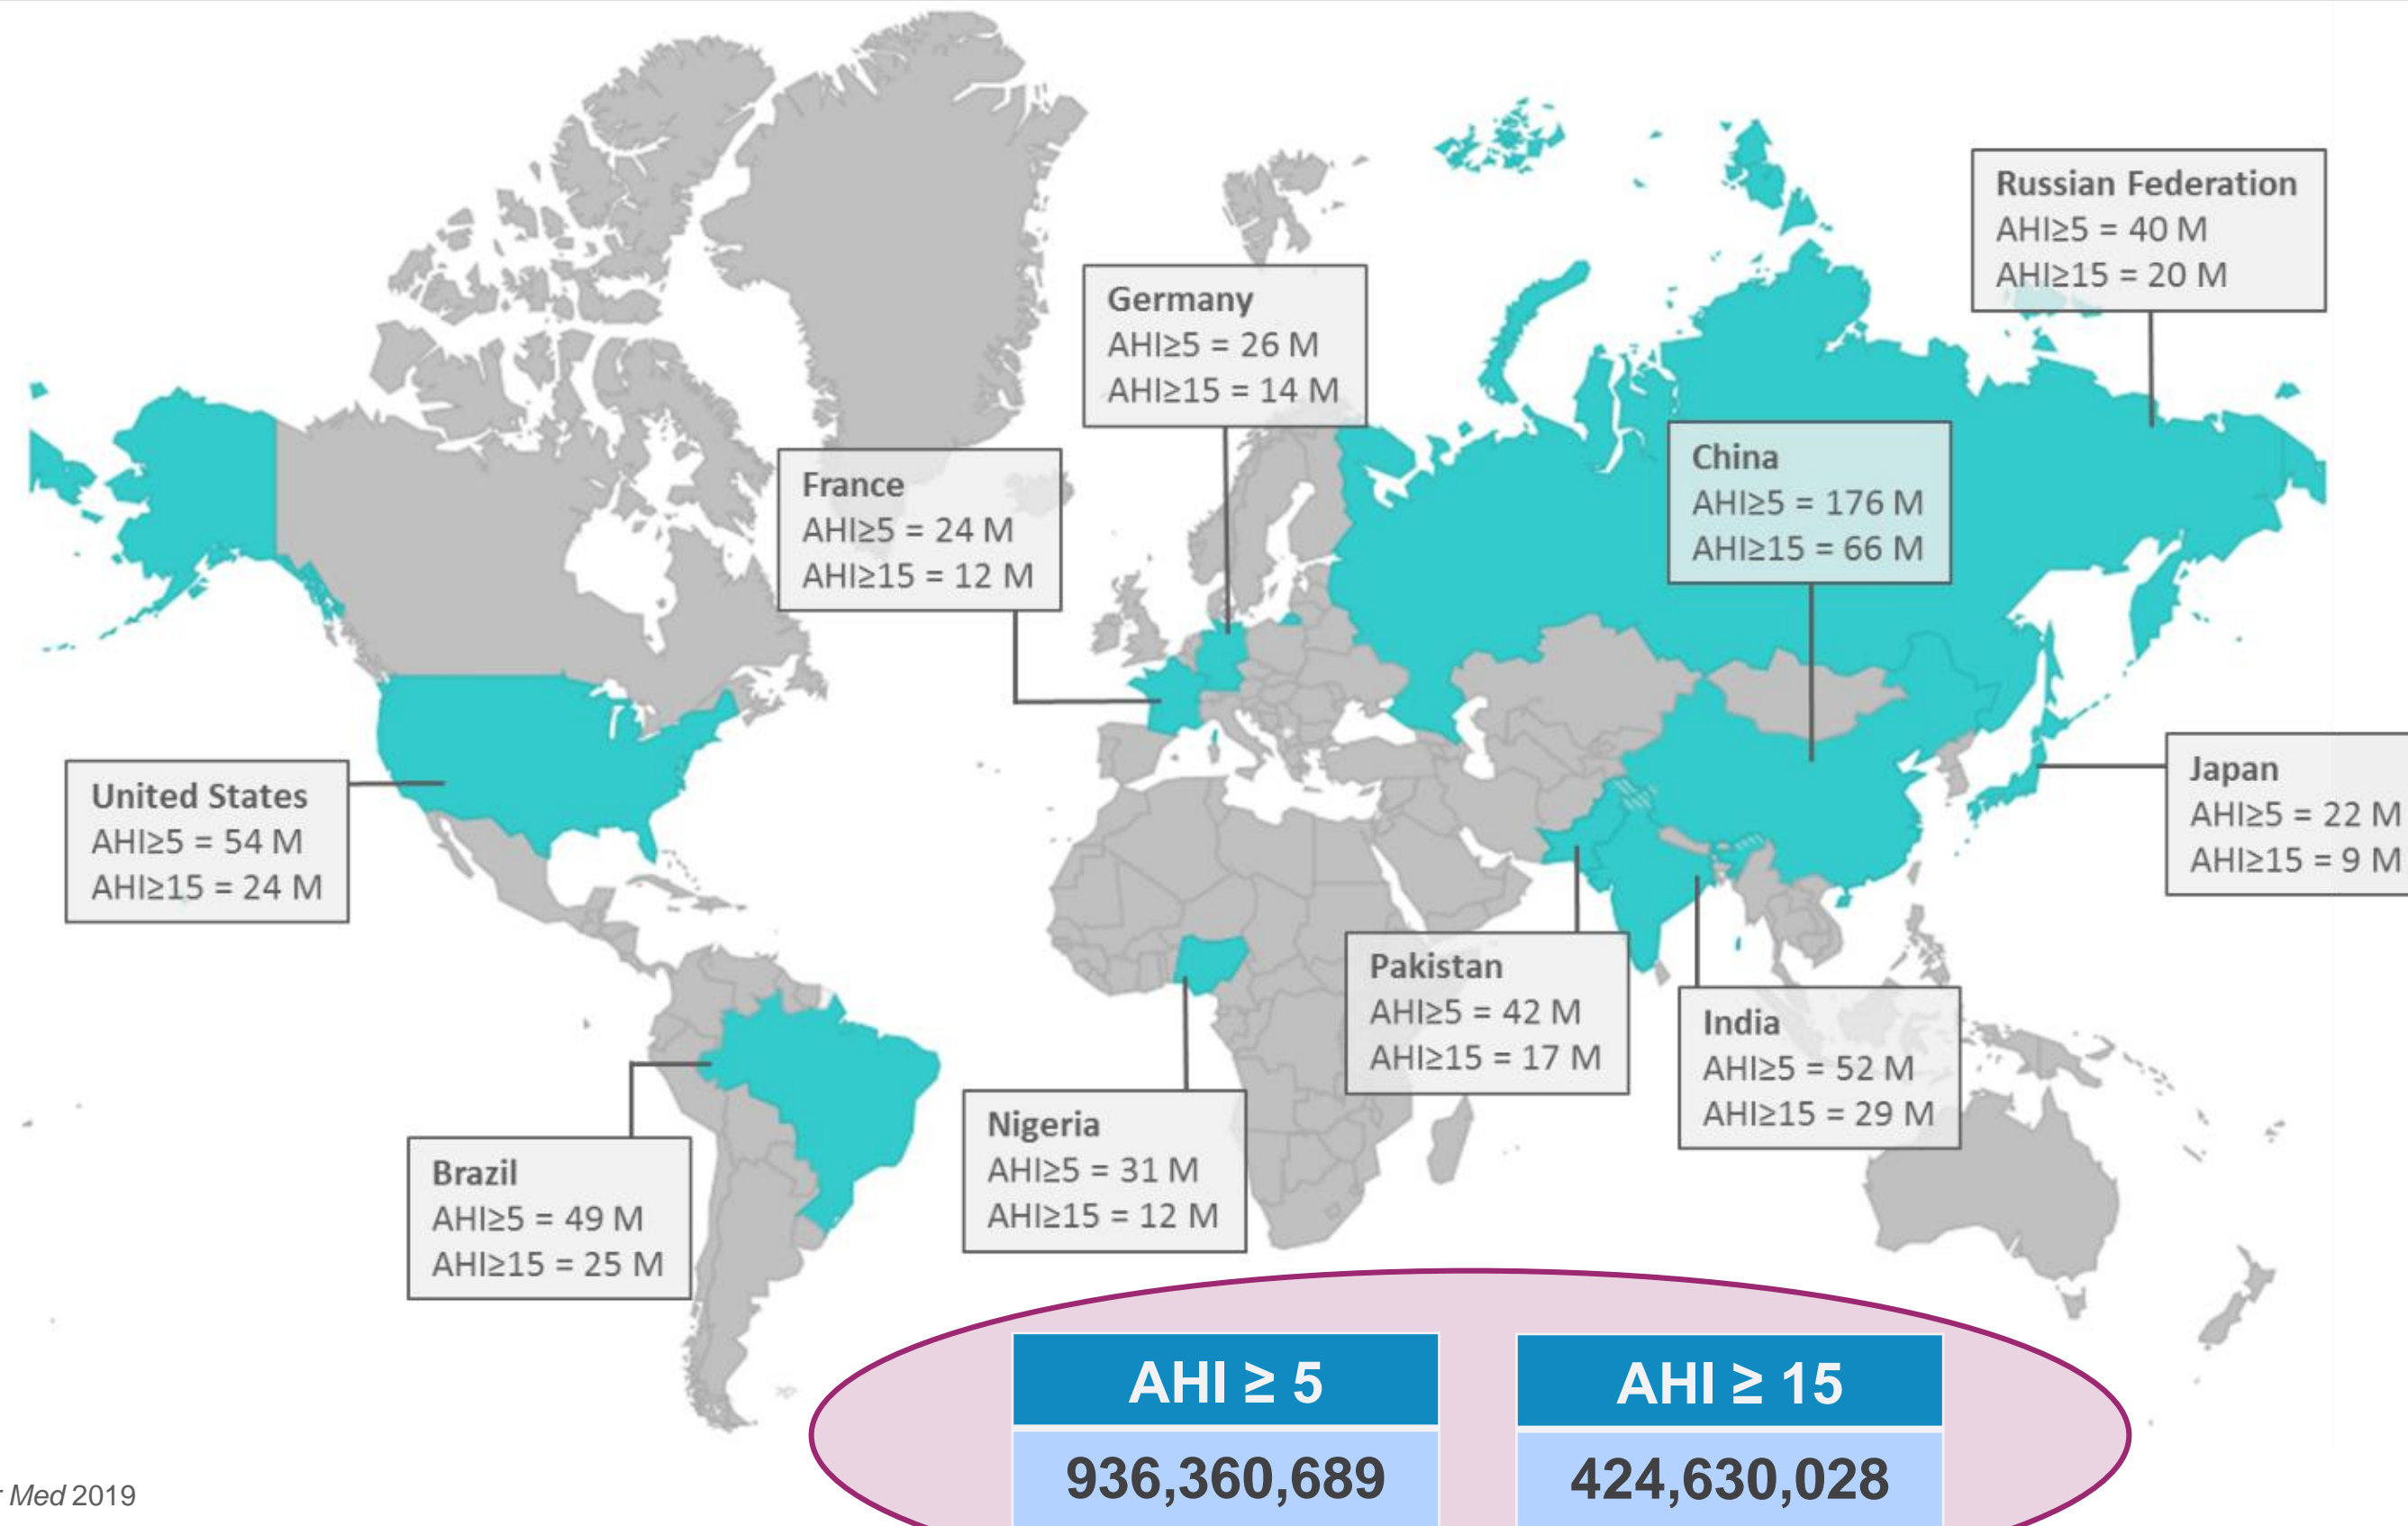 Russian Federation
AHI≥5 = 40 M
AHI≥15 = 20 M
Germany
AHI≥5 = 26 M
AHI≥15 = 14 M
China
AHI≥5 = 176 M
AHI≥15 = 66 M
France
AHI≥5 = 24 M
AHI≥15 = 12 M
United States
AHI≥5 = 54 M
AHI≥15 = 24 M
Japan
AHI≥5 = 22 M
AHI≥15 = 9 M
Pakistan
AHI≥5 = 42 M
AHI≥15 = 17 M
India
AHI≥5 = 52 M
AHI≥15 = 29 M
Nigeria
AHI≥5 = 31 M
AHI≥15 = 12 M
Brazil
AHI≥5 = 49 M
AHI≥15 = 25 M
AHI ≥ 5
AHI ≥ 15
936,360,689
424,630,028
Med 2019